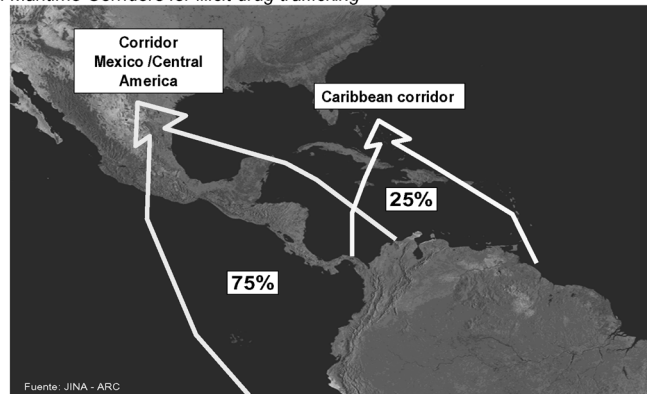 Maritime Corridors for illicit drug trafficking
Corridor
Mexico /Central
America
Caribbean corridor
25%
75%
Fuente: JINA - ARC